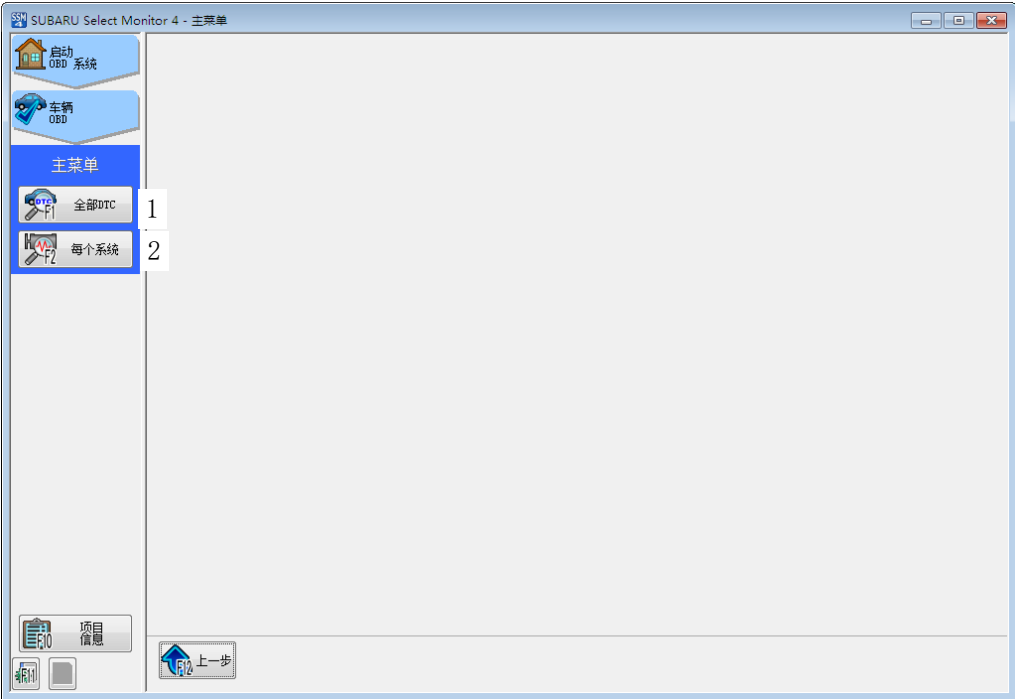 SSM 4
SUBARU Select Monitor 4 - 主菜单
启动
OBD 系统
车辆
OBD
主菜单
DTC F1 全部DTC 1
F2 每个系统 2
F10 项目
信息
F11
F12 上一步